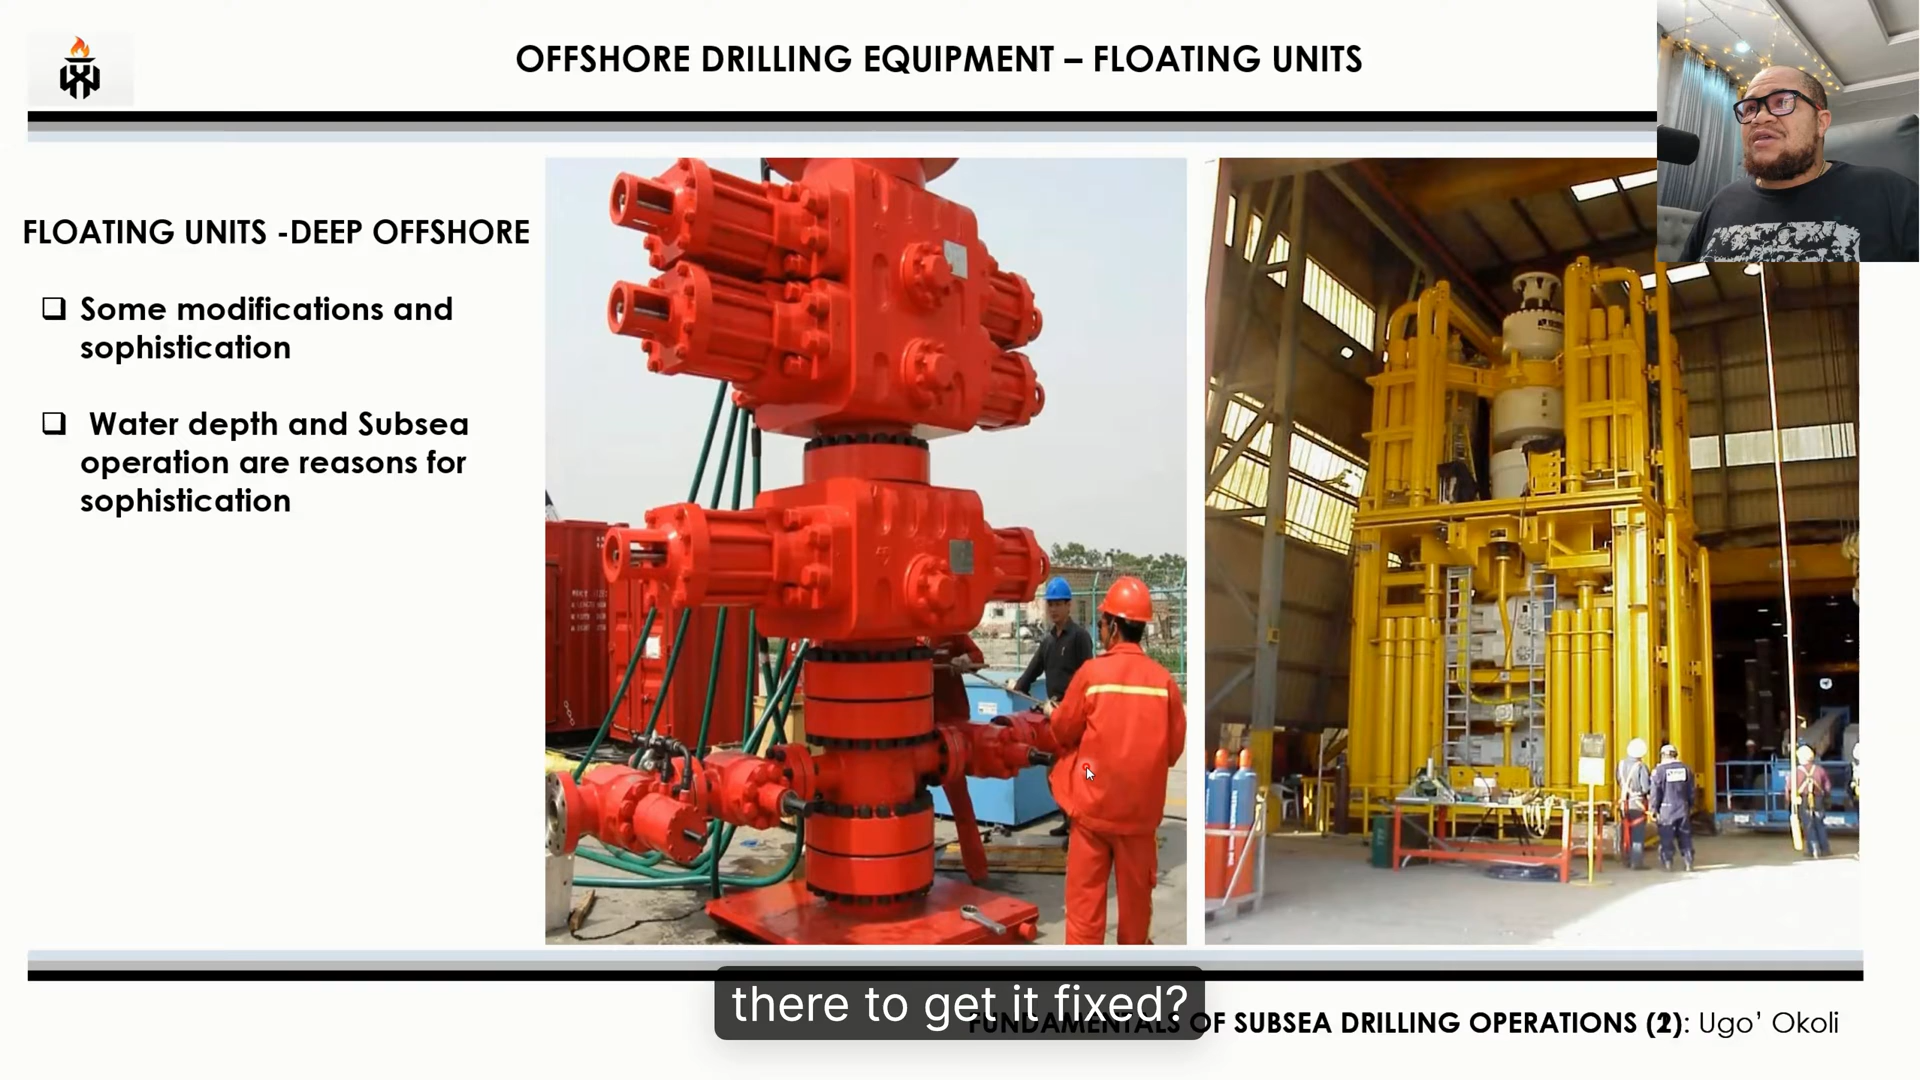 OFFSHORE DRILLING EQUIPMENT – FLOATING UNITS
FLOATING UNITS -DEEP OFFSHORE
❑ Some modifications and
sophistication
❑ Water depth and Subsea
operation are reasons for
sophistication
there to get it fixed?
FUNDAMENTALS OF SUBSEA DRILLING OPERATIONS (2): Ugo’ Okoli